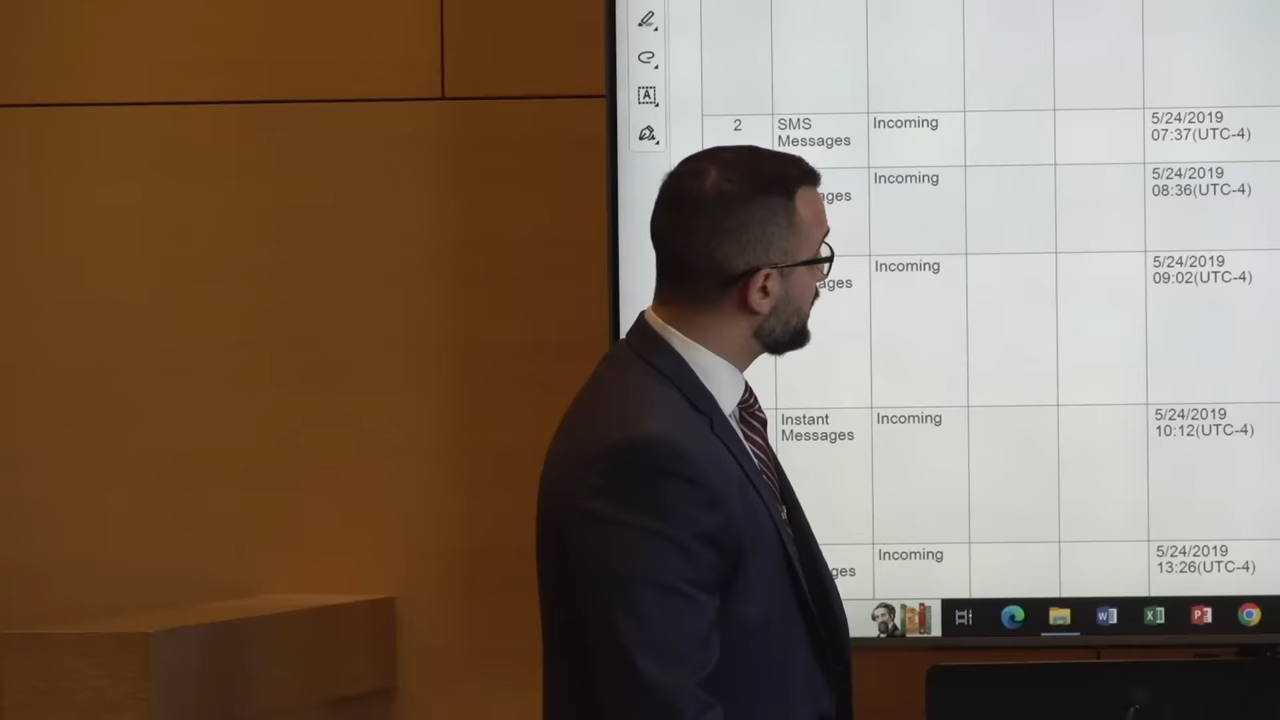 2
SMS
Messages
Incoming
5/24/2019
07:37(UTC-4)
Incoming
5/24/2019
08:36(UTC-4)
Incoming
5/24/2019
09:02(UTC-4)
Instant
Messages
Incoming
5/24/2019
10:12(UTC-4)
Incoming
5/24/2019
13:26(UTC-4)